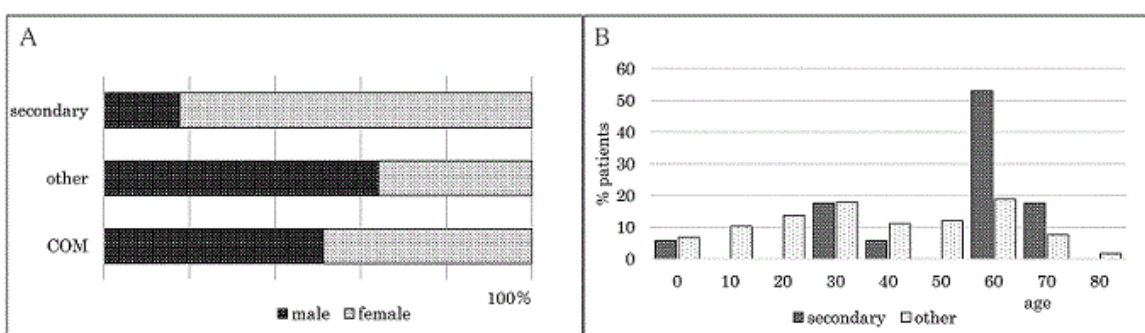 A
secondary
other
COM
100%
male female
B
% patients
60
50
40
30
20
10
0
0 10 20 30 40 50 60 70 80
age
secondary other